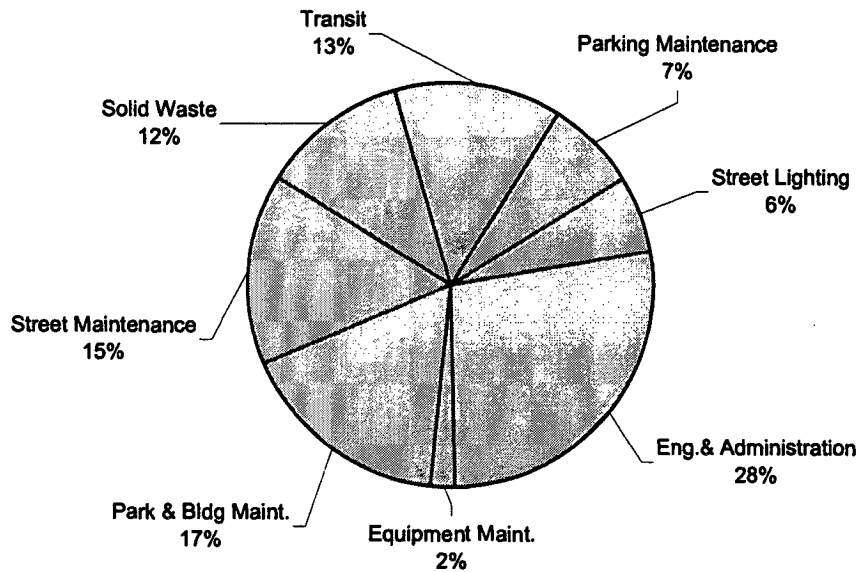 Transit
13%
Parking Maintenance
7%
Solid Waste
12%
Street Lighting
6%
Street Maintenance
15%
Eng.& Administration
28%
Park & Bldg Maint.
17%
Equipment Maint.
2%